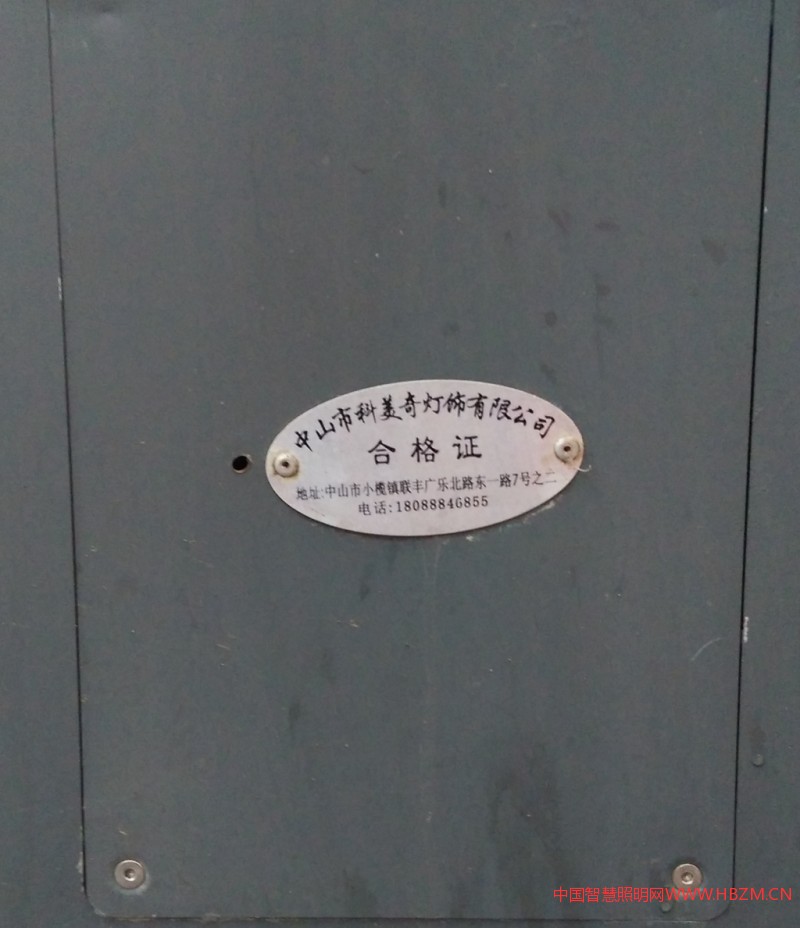 中山市科美奇灯饰有限公司
合格证
地址:中山市小榄镇联丰广乐北路东一路7号之二
电话:18088846855
中国智慧照明网WWW.HBZM.CN